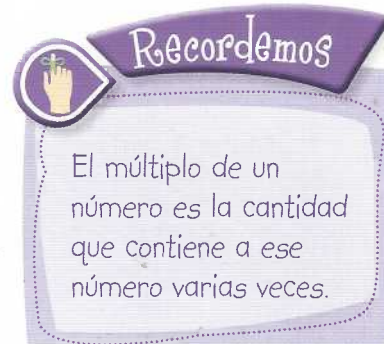 Recordemos
El múltiplo de un
número es la cantidad
que contiene a ese
número varias veces.